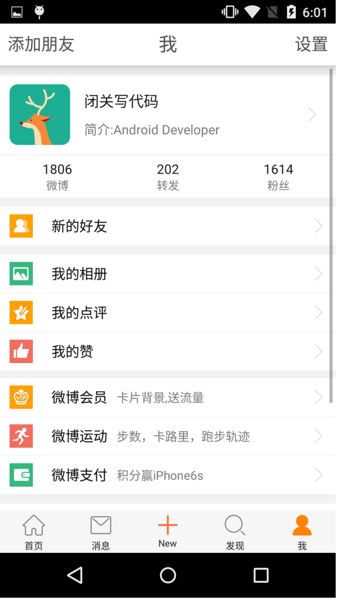 6:01
添加朋友 我 设置
闭关写代码
简介:Android Developer
1806 202 1614
微博 转发 粉丝
新的好友
我的相册
我的点评
我的赞
VIP
微博会员 卡片背景,送流量
微博运动 步数，卡路里，跑步轨迹
微博支付 积分赢iPhone6s
首页 消息 New 发现 我